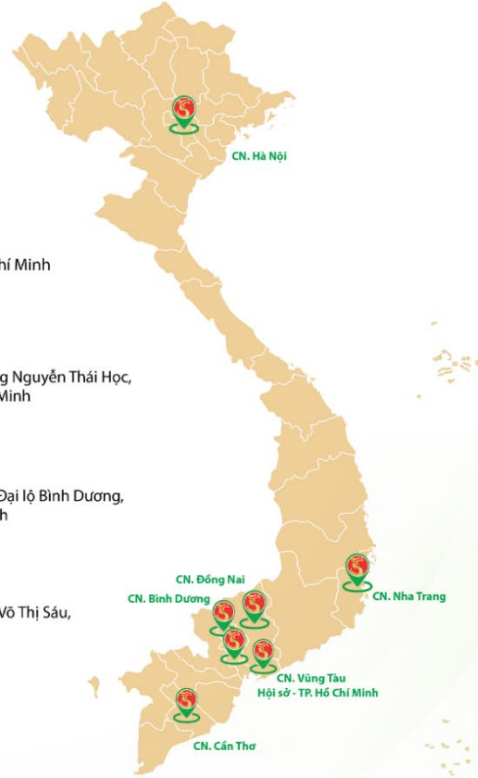 CN. Hà Nội
hí Minh
g Nguyễn Thái Học,
Minh
Đại lộ Bình Dương,
h
CN. Đồng Nai
CN. Bình Dương
CN. Nha Trang
Võ Thị Sáu,
CN. Vũng Tàu
Hội sở - TP. Hồ Chí Minh
CN. Cần Thơ